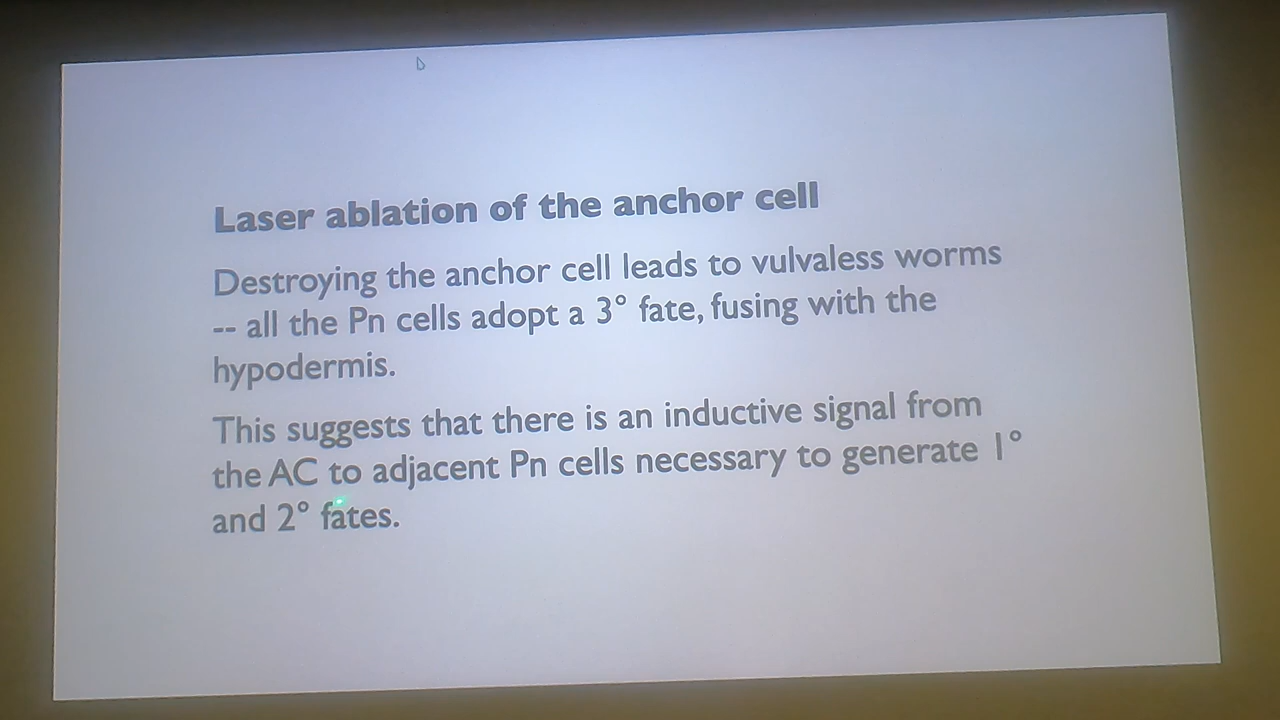 Laser ablation of the anchor cell
Destroying the anchor cell leads to vulvaless worms
-- all the Pn cells adopt a 3° fate, fusing with the
hypodermis.
This suggests that there is an inductive signal from
the AC to adjacent Pn cells necessary to generate 1°
and 2° fates.